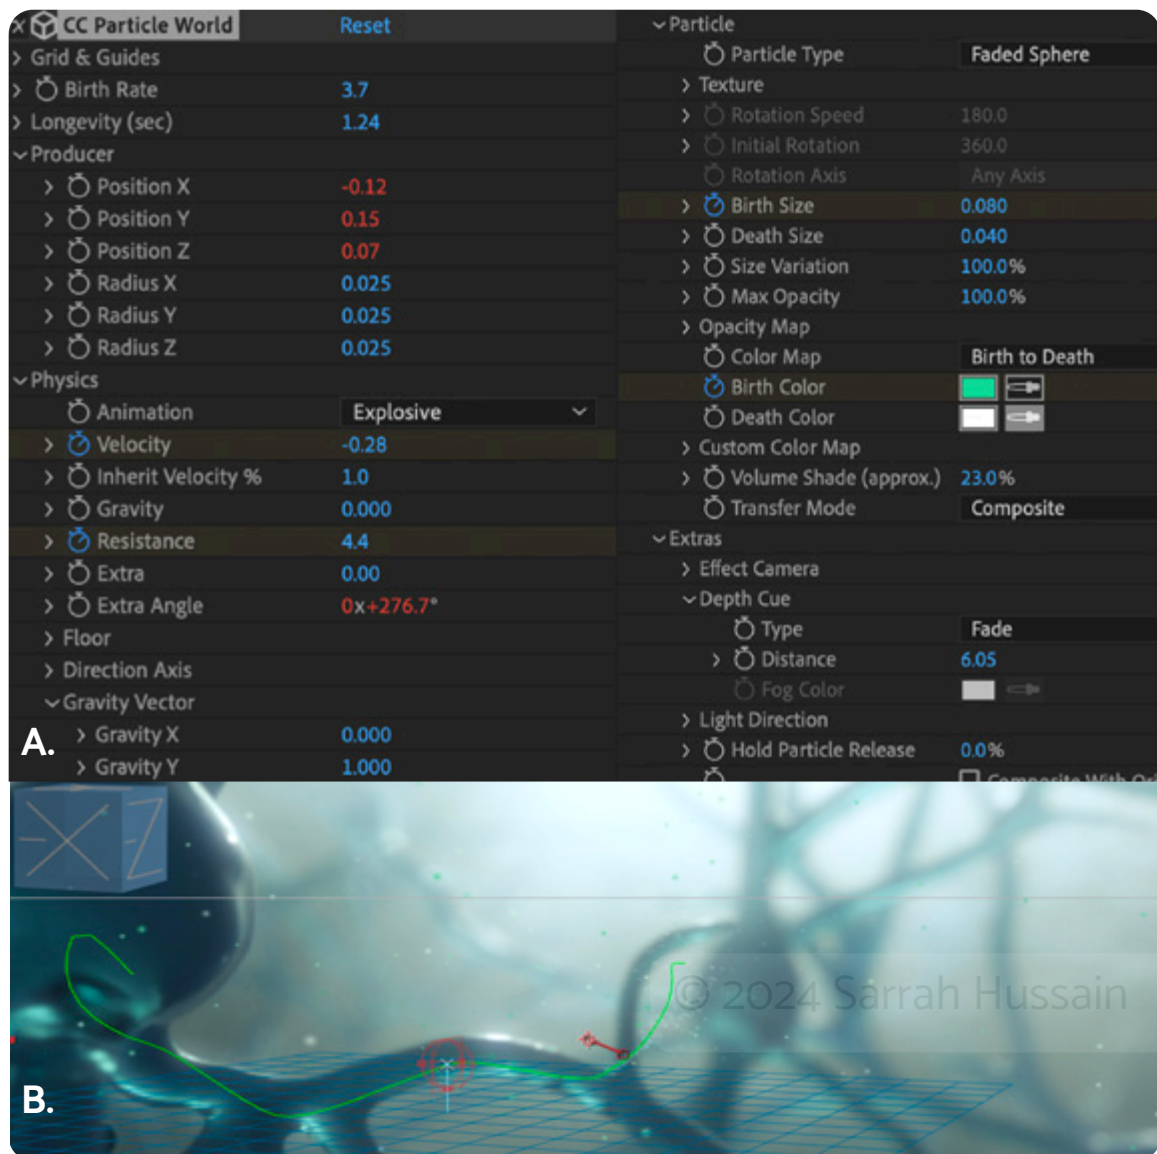 CC Particle World Reset
Grid & Guides
Birth Rate 3.7
Longevity (sec) 1.24
Producer
Position X -0.12
Position Y 0.15
Position Z 0.07
Radius X 0.025
Radius Y 0.025
Radius Z 0.025
Physics
Animation Explosive
Velocity -0.28
Inherit Velocity % 1.0
Gravity 0.000
Resistance 4.4
Extra 0.00
Extra Angle 0x+276.7°
Floor
Direction Axis
Gravity Vector
Gravity X 0.000
Gravity Y 1.000
A.
Particle
Particle Type Faded Sphere
Texture
Rotation Speed 180.0
Initial Rotation 360.0
Rotation Axis Any Axis
Birth Size 0.080
Death Size 0.040
Size Variation 100.0%
Max Opacity 100.0%
Opacity Map
Color Map Birth to Death
Birth Color
Death Color
Custom Color Map
Volume Shade (approx.) 23.0%
Transfer Mode Composite
Extras
Effect Camera
Depth Cue
Type Fade
Distance 6.05
Fog Color
Light Direction
Hold Particle Release 0.0%
Composite With
-X -Z
© 2024 Sarrah Hussain
B.